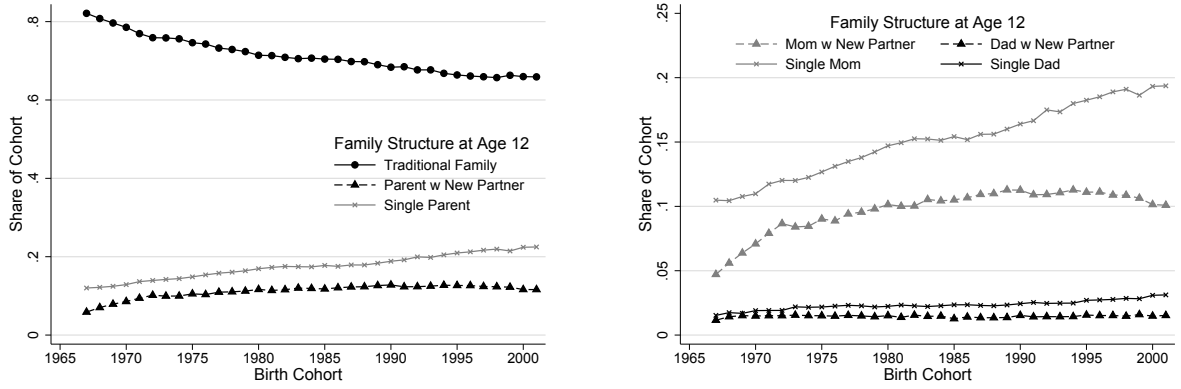 Share of Cohort
.8
.6
.4
.2
0
Family Structure at Age 12
Traditional Family
Parent w New Partner
Single Parent
1965 1970 1975 1980 1985 1990 1995 2000
Birth Cohort
Share of Cohort
.25
.2
.15
.1
.05
0
Family Structure at Age 12
Mom w New Partner Dad w New Partner
Single Mom Single Dad
1965 1970 1975 1980 1985 1990 1995 2000
Birth Cohort